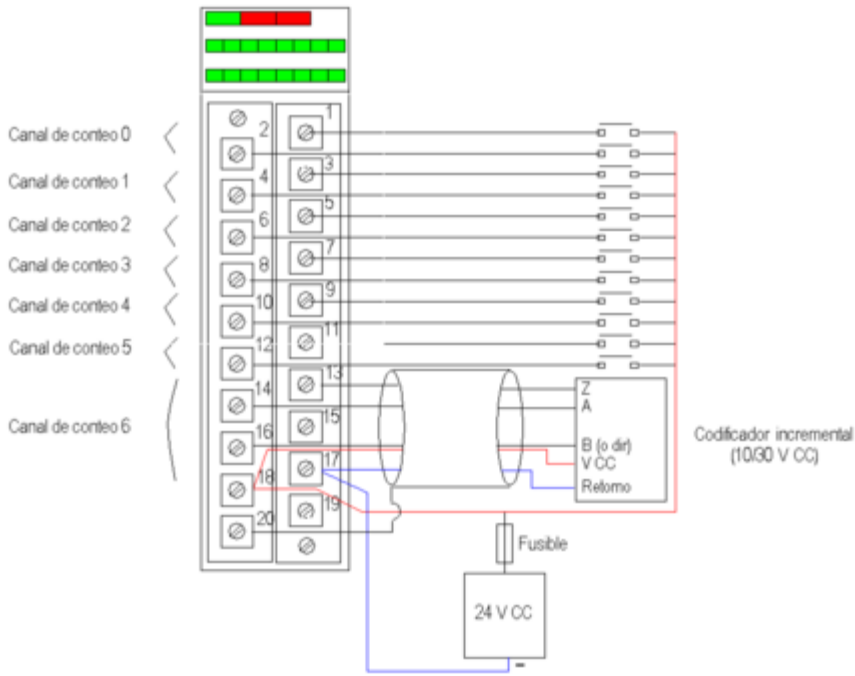 1
Canal de conteo 0
2
3
Canal de conteo 1
4
5
Canal de conteo 2
6
7
Canal de conteo 3
8
9
Canal de conteo 4
10
11
Canal de conteo 5
12
13
14
Canal de conteo 6
15
16
17
18
19
20
Z
A
B (o dir)
V CC
Retorno
Codificador incremental
(10/30 V CC)
Fusible
24 V CC
-